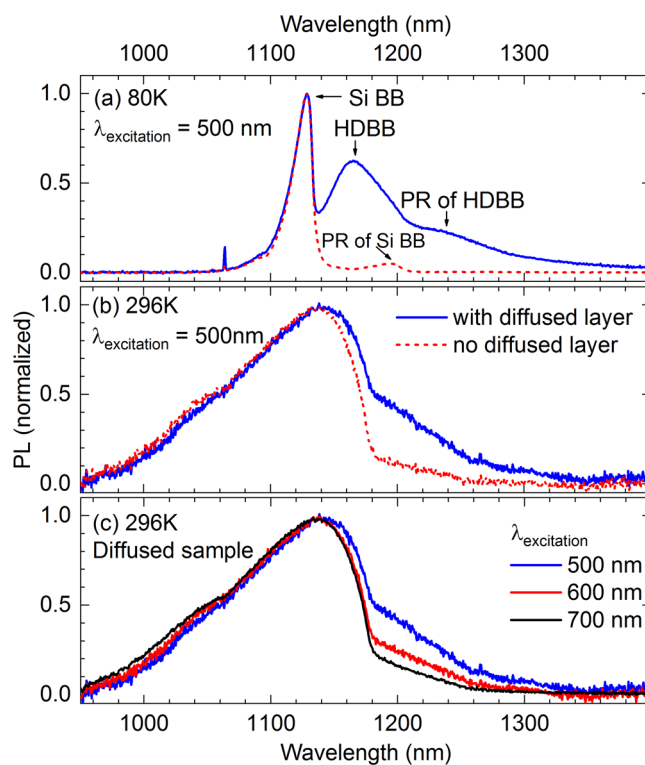 Wavelength (nm)
1000 1100 1200 1300
(a) 80K
λexcitation = 500 nm
Si BB
HDBB
PR of HDBB
PR of Si BB
1.0
0.5
0.0
(b) 296K
λexcitation = 500nm
with diffused layer
no diffused layer
1.0
0.5
0.0
PL (normalized)
(c) 296K
Diffused sample
λexcitation
500 nm
600 nm
700 nm
1.0
0.5
0.0
1000 1100 1200 1300
Wavelength (nm)